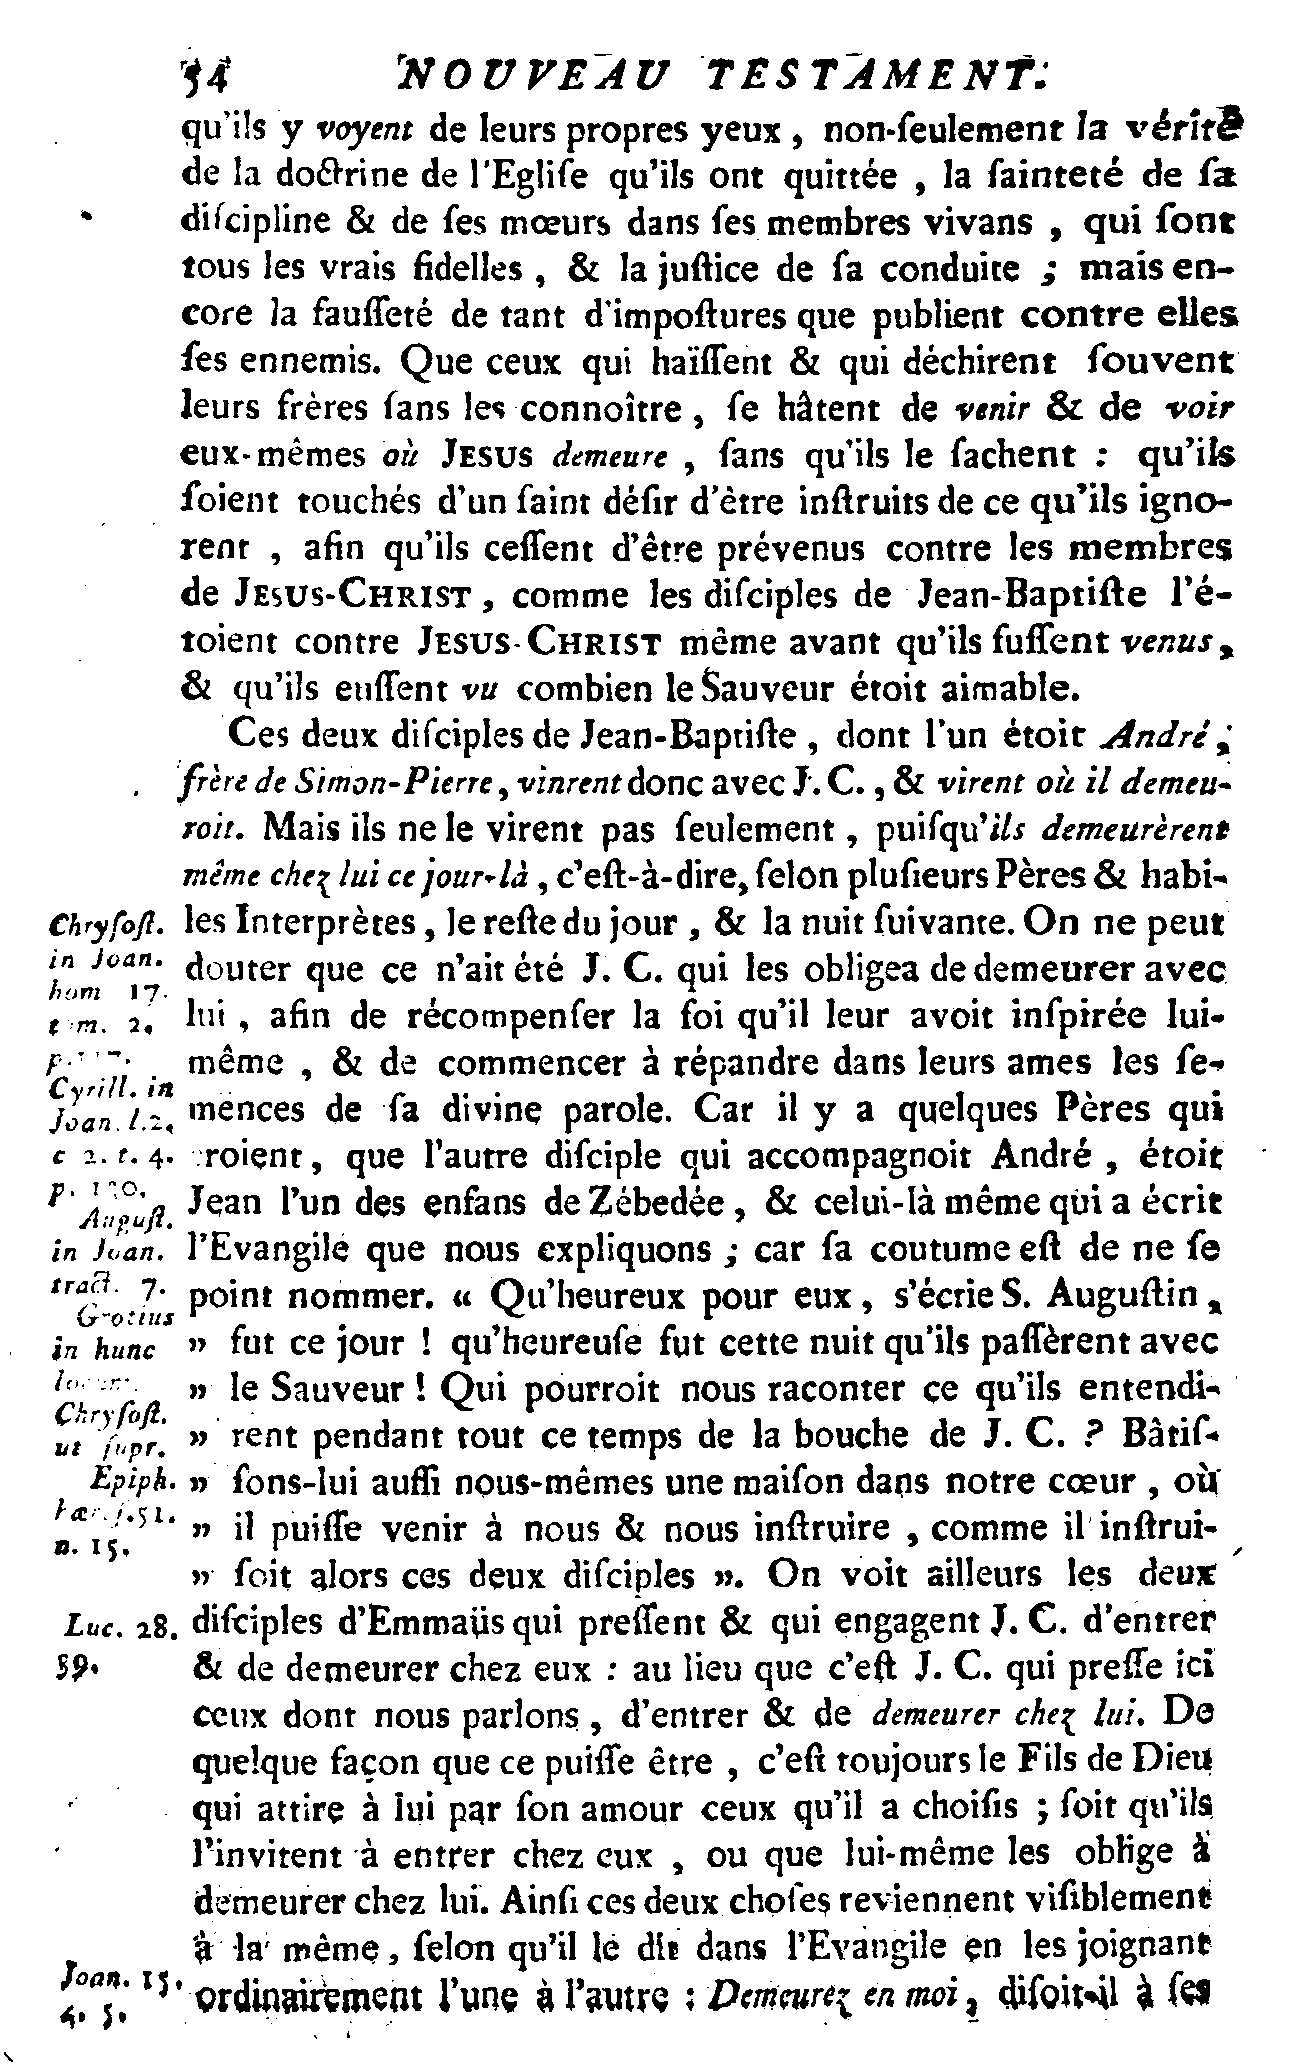 54 NOUVEAU TESTAMENT.
qu'ils y voyent de leurs propres yeux, non-ſeulement la vérité
de la doctrine de l'Egliſe qu'ils ont quittée, la ſainteté de ſa
diſcipline & de ſes mœurs dans ſes membres vivans, qui ſont
tous les vrais fidelles, & la juſtice de ſa conduite ; mais en-
core la fauſſeté de tant d'impoſtures que publient contre elles
ſes ennemis. Que ceux qui haïſſent & qui déchirent ſouvent
leurs frères ſans les connoître, ſe hâtent de venir & de voir
eux-mêmes où JESUS demeure, ſans qu'ils le ſachent : qu'ils
ſoient touchés d'un ſaint déſir d'être inſtruits de ce qu'ils igno-
rent, afin qu'ils ceſſent d'être prévenus contre les membres
de JESUS-CHRIST, comme les diſciples de Jean-Baptiſte l'é-
toient contre JESUS-CHRIST même avant qu'ils fuſſent venus,
& qu'ils euſſent vu combien le Sauveur étoit aimable.
Ces deux diſciples de Jean-Baptiſte, dont l'un étoit André,
frère de Simon-Pierre, vinrent donc avec J. C., & virent où il demeu-
roit. Mais ils ne le virent pas ſeulement, puiſqu'ils demeurèrent
même chez lui ce jour-là, c'eſt-à-dire, ſelon pluſieurs Pères & habi-
les Interprètes, le reſte du jour, & la nuit ſuivante. On ne peut
douter que ce n'ait été J. C. qui les obligea de demeurer avec
lui, afin de récompenſer la foi qu'il leur avoit inſpirée lui-
même, & de commencer à répandre dans leurs ames les ſe-
mences de ſa divine parole. Car il y a quelques Pères qui
croient, que l'autre diſciple qui accompagnoit André, étoit
Jean l'un des enfans de Zébedée, & celui-là même qui a écrit
l'Evangile que nous expliquons ; car ſa coutume eſt de ne ſe
point nommer. « Qu'heureux pour eux, s'écrie S. Auguſtin,
» fut ce jour ! qu'heureuſe fut cette nuit qu'ils paſſèrent avec
» le Sauveur ! Qui pourroit nous raconter ce qu'ils entendi-
» rent pendant tout ce temps de la bouche de J. C. ? Bâtiſ-
» ſons-lui auſſi nous-mêmes une maiſon dans notre cœur, où
» il puiſſe venir à nous & nous inſtruire, comme il inſtrui-
» ſoit alors ces deux diſciples ». On voit ailleurs les deux
diſciples d'Emmaüs qui preſſent & qui engagent J. C. d'entrer
& de demeurer chez eux : au lieu que c'eſt J. C. qui preſſe ici
ceux dont nous parlons, d'entrer & de demeurer chez lui. De
quelque façon que ce puiſſe être, c'eſt toujours le Fils de Dieu
qui attire à lui par ſon amour ceux qu'il a choiſis ; ſoit qu'ils
l'invitent à entrer chez eux, ou que lui-même les oblige à
demeurer chez lui. Ainſi ces deux choſes reviennent viſiblement
à la même, ſelon qu'il le dit dans l'Evangile en les joignant
ordinairement l'une à l'autre : Demeurez en moi, diſoit-il à ſes
Chryſoſt.
in Joan.
hom 17.
tom. 2.
p.
Cyrill. in
Joan. l. 2.
c 2. t. 4.
p.
Auguſt.
in Joan.
tract. 7.
Grotius
in hunc
locum.
Chryſoſt.
ut ſupr.
Epiph.
hær. ſ. 51.
n. 15.
Luc. 28.
59.
Joan. 15.
4. 5.